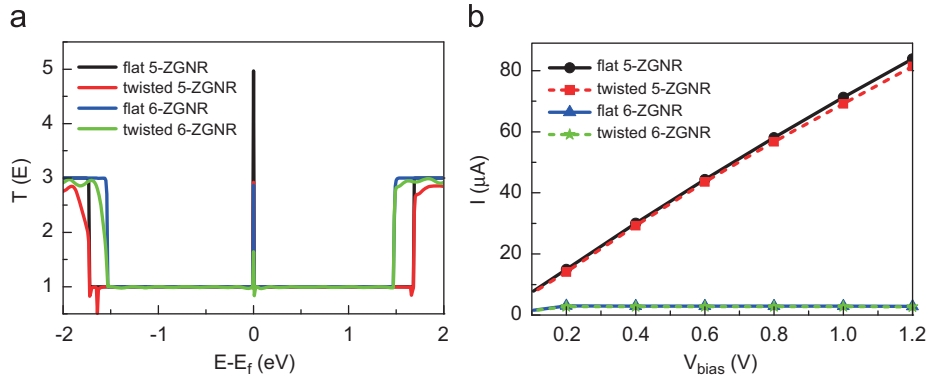 a
flat 5-ZGNR
twisted 5-ZGNR
flat 6-ZGNR
twisted 6-ZGNR
T (E)
5
4
3
2
1
-2
-1
0
1
2
E-Ef (eV)
b
flat 5-ZGNR
twisted 5-ZGNR
flat 6-ZGNR
twisted 6-ZGNR
I (μA)
80
60
40
20
0
0.2
0.4
0.6
0.8
1.0
1.2
Vbias (V)